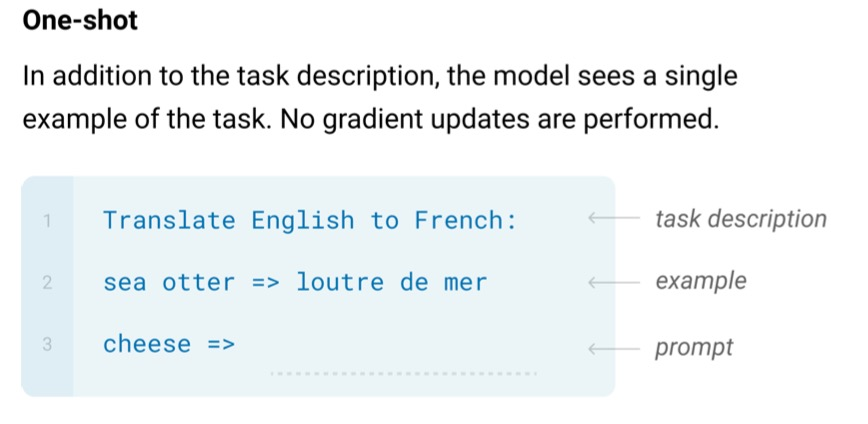 One-shot
In addition to the task description, the model sees a single
example of the task. No gradient updates are performed.
1 Translate English to French: ← task description
2 sea otter => loutre de mer ← example
3 cheese => ← prompt